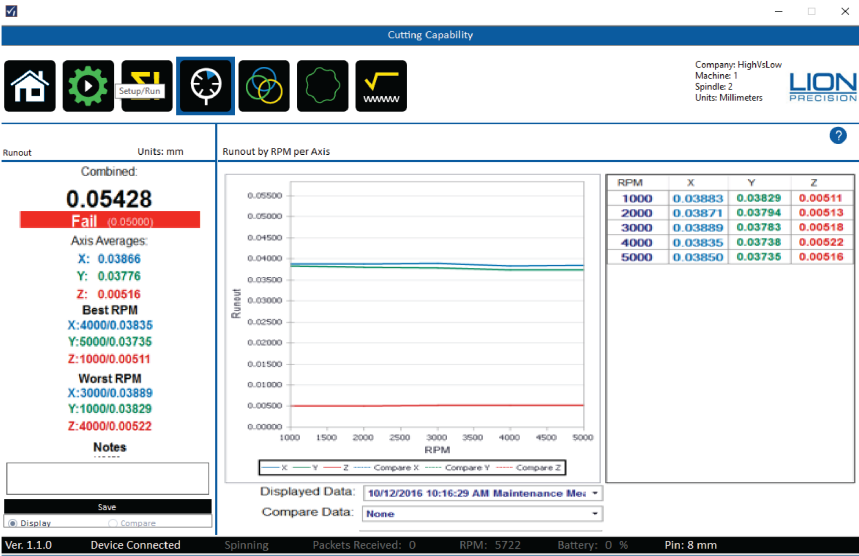 Cutting Capability
Setup/Run
Company: HighVsLow
Machine: 1
Spindle: 2
Units: Millimeters
LION
PRECISION
?
Runout
Units: mm
Runout by RPM per Axis
Combined:
0.05428
Fail (0.05000)
Axis Averages:
X: 0.03866
Y: 0.03776
Z: 0.00516
Best RPM
X:4000/0.03835
Y:5000/0.03735
Z:1000/0.00511
Worst RPM
X:3000/0.03889
Y:1000/0.03829
Z:4000/0.00522
Notes
Save
Display
Compare
0.05500
0.05000
0.04500
0.04000
0.03500
0.03000
0.02500
0.02000
0.01500
0.01000
0.00500
0.00000
Runout
1000 1500 2000 2500 3000 3500 4000 4500 5000
RPM
X Y Z Compare X Compare Y Compare Z
Displayed Data: 10/12/2016 10:16:29 AM Maintenance Me
Compare Data: None
RPM X Y Z
1000 0.03883 0.03829 0.00511
2000 0.03871 0.03794 0.00513
3000 0.03889 0.03783 0.00518
4000 0.03835 0.03738 0.00522
5000 0.03850 0.03735 0.00516
Ver. 1.1.0 Device Connected Spinning Packets Received: 0 RPM: 5722 Battery: 0 % Pin: 8 mm